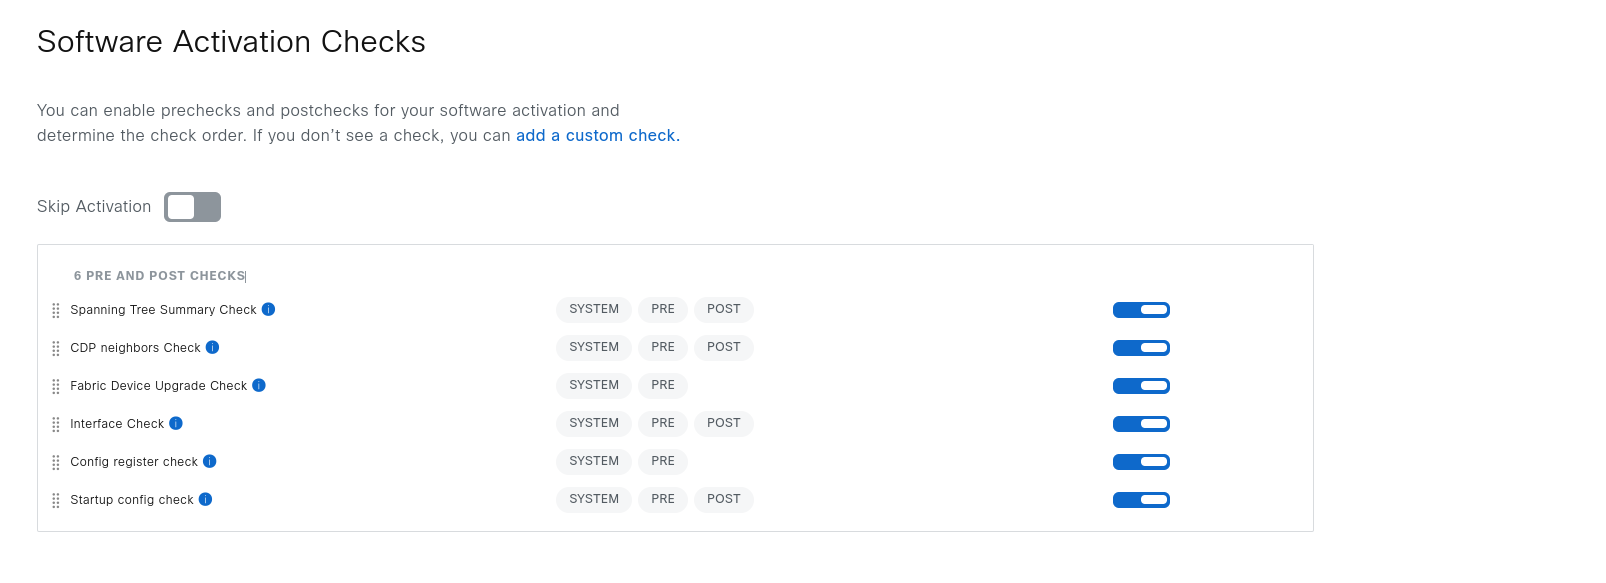 Software Activation Checks
You can enable prechecks and postchecks for your software activation and
determine the check order. If you don't see a check, you can add a custom check.
Skip Activation
6 PRE AND POST CHECKS
Spanning Tree Summary Check i SYSTEM PRE POST
CDP neighbors Check i SYSTEM PRE POST
Fabric Device Upgrade Check i SYSTEM PRE
Interface Check i SYSTEM PRE POST
Config register check i SYSTEM PRE
Startup config check i SYSTEM PRE POST